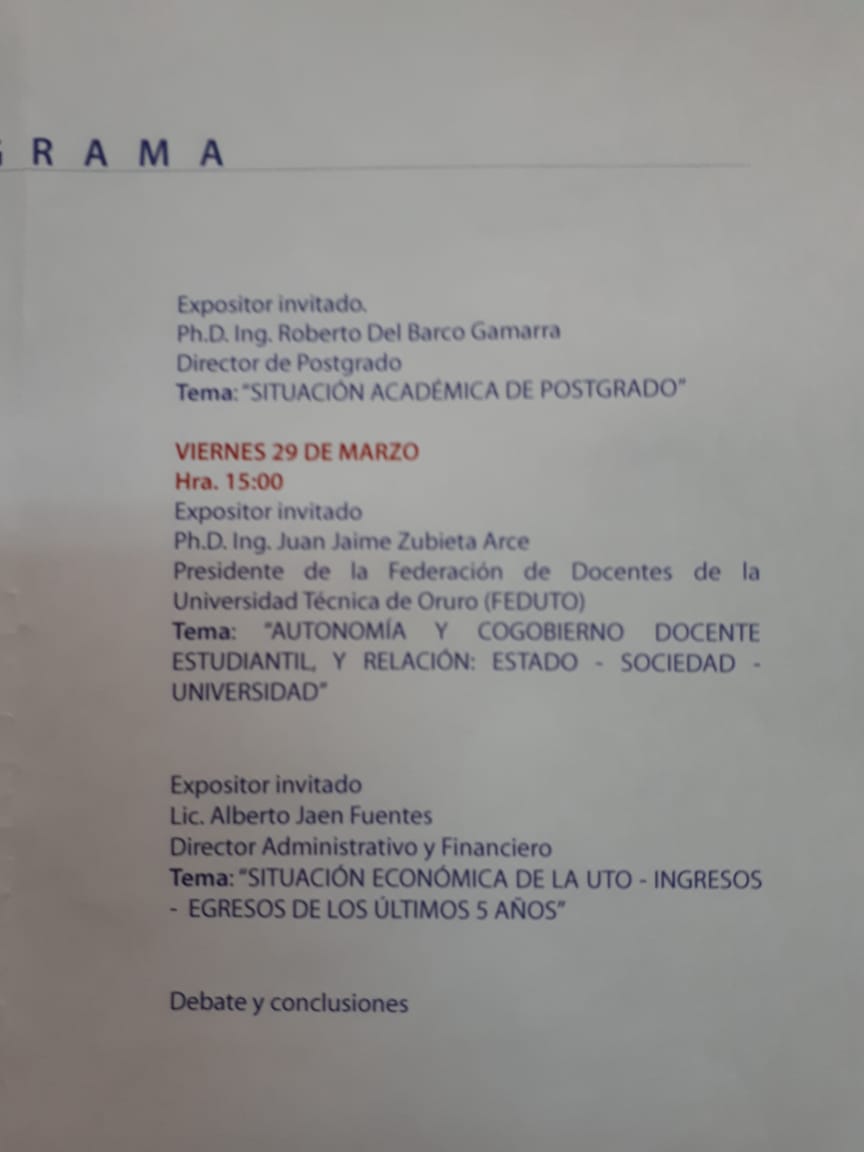 G R A M A
Expositor invitado.
Ph.D. Ing. Roberto Del Barco Gamarra
Director de Postgrado
Tema: "SITUACIÓN ACADÉMICA DE POSTGRADO"
VIERNES 29 DE MARZO
Hra. 15:00
Expositor invitado
Ph.D. Ing. Juan Jaime Zubieta Arce
Presidente de la Federación de Docentes de la
Universidad Técnica de Oruro (FEDUTO)
Tema: "AUTONOMÍA Y COGOBIERNO DOCENTE
ESTUDIANTIL, Y RELACIÓN: ESTADO - SOCIEDAD -
UNIVERSIDAD"
Expositor invitado
Lic. Alberto Jaen Fuentes
Director Administrativo y Financiero
Tema: "SITUACIÓN ECONÓMICA DE LA UTO - INGRESOS
- EGRESOS DE LOS ÚLTIMOS 5 AÑOS"
Debate y conclusiones